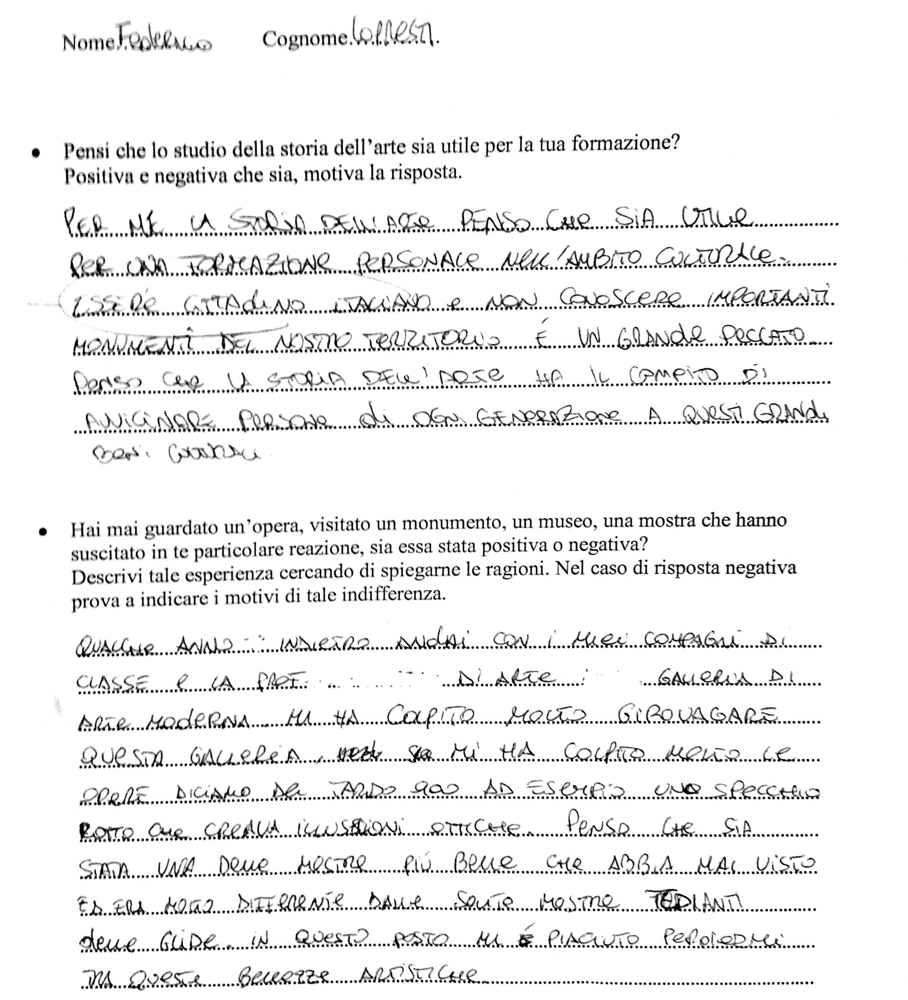 Nome Federico Cognome Lopresti.
• Pensi che lo studio della storia dell'arte sia utile per la tua formazione?
Positiva e negativa che sia, motiva la risposta.
PER MÉ LA STORIA DELL'ARTE PENSO CHE SIA UTILE
PER UNA FORMAZIONE PERSONALE NELL'AMBITO CULTURALE.
ESSERE CITTADINO ITALIANO e NON CONOSCERE IMPORTANTI
MONUMENTI DEL NOSTRO TERRITORIO É UN GRANDE PECCATO
Penso che LA STORIA DELL'ARTE HA IL COMPITO DI
AVVICINARE PERSONE di OGNI GENERAZIONE A QUESTI GRANDI
BENI CULTURALI
• Hai mai guardato un'opera, visitato un monumento, un museo, una mostra che hanno
suscitato in te particolare reazione, sia essa stata positiva o negativa?
Descrivi tale esperienza cercando di spiegarne le ragioni. Nel caso di risposta negativa
prova a indicare i motivi di tale indifferenza.
QUALCHE ANNO INDIETRO ANDAI CON I MIEI COMPAGNI DI
CLASSE e LA PROF. DI ARTE GALLERIA DI
ARTE MODERNA MI HA COLPITO MOLTO GIROVAGARE
QUESTA GALLERIA, MI HA COLPITO MOLTO LE
OPERE DICIAMO DEL TARDO 900 AD ESEMPIO UNO SPECCHIO
ROTTO CHE CREAVA ILLUSIONI OTTICHE. PENSO CHE SIA
STATA UNA DELLE MOSTRE PIÚ BELLE CHE ABBIA MAI VISTO
ED ERA MOLTO DIFFERENTE DALLE SOLITE MOSTRE TEDIANTI
delle GUIDE. IN QUESTO POSTO MI É PIACIUTO PERDERMI
TRA QUESTE BELLEZZE ARTISTICHE